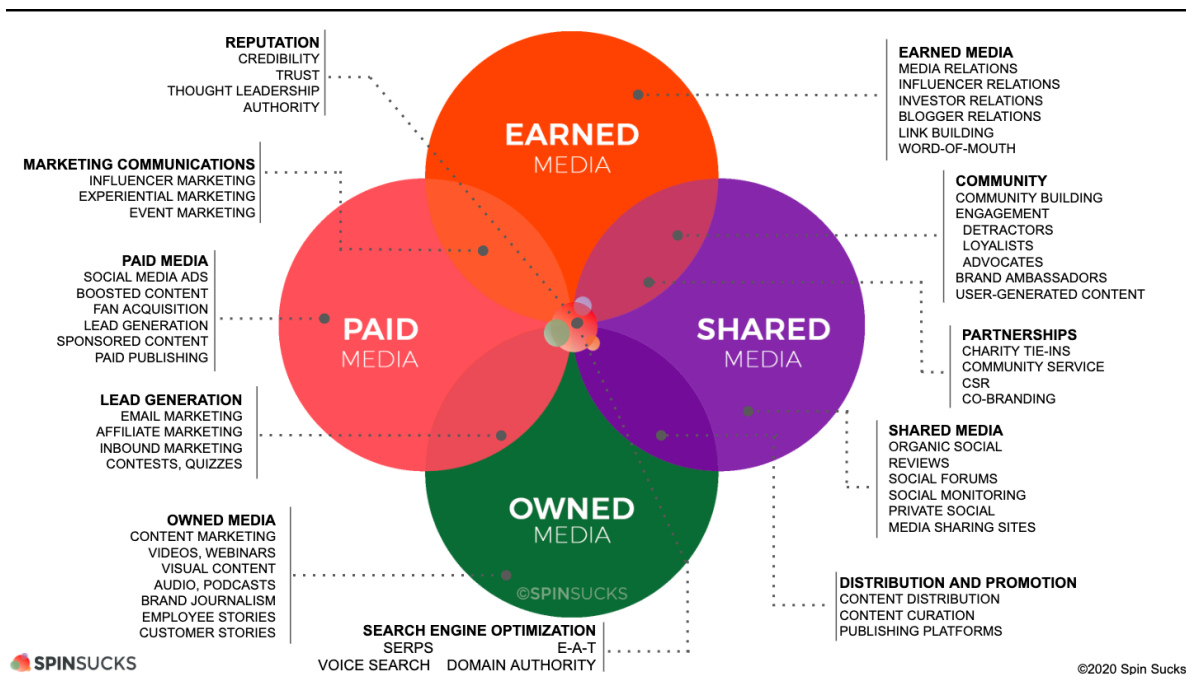 REPUTATION
CREDIBILITY
TRUST
THOUGHT LEADERSHIP
AUTHORITY
MARKETING COMMUNICATIONS
INFLUENCER MARKETING
EXPERIENTIAL MARKETING
EVENT MARKETING
PAID MEDIA
SOCIAL MEDIA ADS
BOOSTED CONTENT
FAN ACQUISITION
LEAD GENERATION
SPONSORED CONTENT
PAID PUBLISHING
LEAD GENERATION
EMAIL MARKETING
AFFILIATE MARKETING
INBOUND MARKETING
CONTESTS, QUIZZES
OWNED MEDIA
CONTENT MARKETING
VIDEOS, WEBINARS
VISUAL CONTENT
AUDIO, PODCASTS
BRAND JOURNALISM
EMPLOYEE STORIES
CUSTOMER STORIES
EARNED
MEDIA
PAID
MEDIA
SHARED
MEDIA
OWNED
MEDIA
©SPINSUCKS
SEARCH ENGINE OPTIMIZATION
SERPS E-A-T
VOICE SEARCH DOMAIN AUTHORITY
EARNED MEDIA
MEDIA RELATIONS
INFLUENCER RELATIONS
INVESTOR RELATIONS
BLOGGER RELATIONS
LINK BUILDING
WORD-OF-MOUTH
COMMUNITY
COMMUNITY BUILDING
ENGAGEMENT
DETRACTORS
LOYALISTS
ADVOCATES
BRAND AMBASSADORS
USER-GENERATED CONTENT
PARTNERSHIPS
CHARITY TIE-INS
COMMUNITY SERVICE
CSR
CO-BRANDING
SHARED MEDIA
ORGANIC SOCIAL
REVIEWS
SOCIAL FORUMS
SOCIAL MONITORING
PRIVATE SOCIAL
MEDIA SHARING SITES
DISTRIBUTION AND PROMOTION
CONTENT DISTRIBUTION
CONTENT CURATION
PUBLISHING PLATFORMS
SPINSUCKS
©2020 Spin Sucks